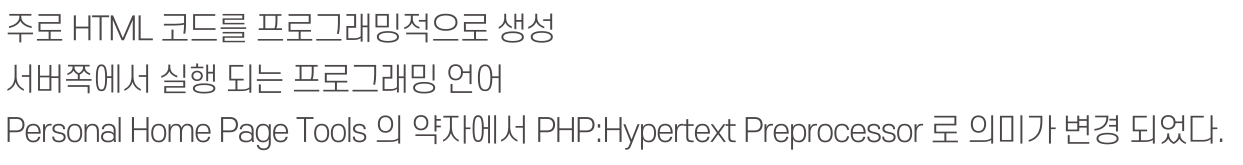 주로 HTML 코드를 프로그래밍적으로 생성
서버쪽에서 실행 되는 프로그래밍 언어
Personal Home Page Tools 의 약자에서 PHP:Hypertext Preprocessor 로 의미가 변경 되었다.